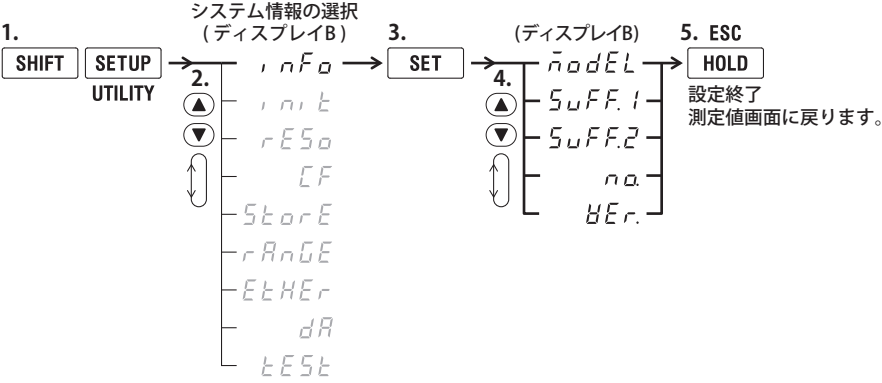 システム情報の選択
1.
(ディスプレイB)
3.
(ディスプレイB)
5. ESC
SHIFT
SETUP
inFo
SET
modEL
HOLD
UTILITY
2.
4.
設定終了
測定値画面に戻ります。
init
SuFF.1
rESo
SuFF.2
CF
no.
StorE
VEr.
rAnGE
EtHEr
dA
tESt